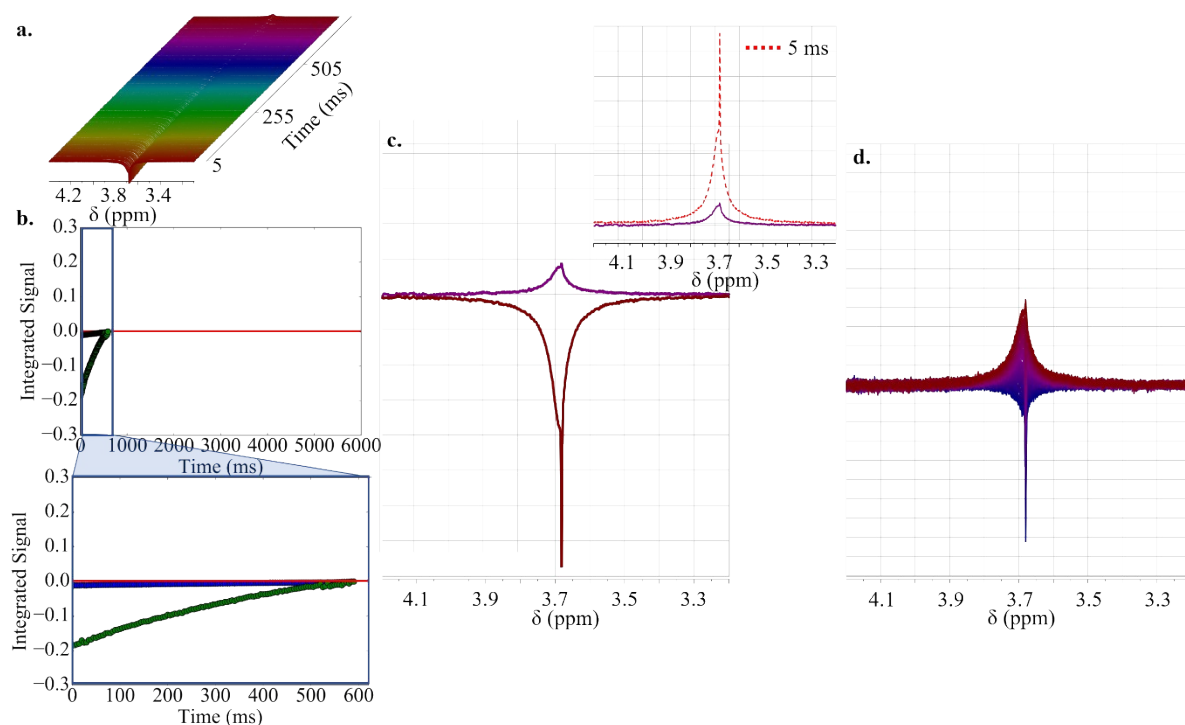 a.
505
255
5
Time (ms)
4.2 3.8 3.4
δ (ppm)
b.
0.3
0.2
0.1
0.0
−0.1
−0.2
−0.3
Integrated Signal
0 1000 2000 3000 4000 5000 6000
Time (ms)
0.3
0.2
0.1
0.0
−0.1
−0.2
−0.3
Integrated Signal
0 100 200 300 400 500 600
Time (ms)
c.
5 ms
4.1 3.9 3.7 3.5 3.2
δ (ppm)
4.1 3.9 3.7 3.5 3.2
δ (ppm)
d.
4.1 3.9 3.7 3.5 3.2
δ (ppm)